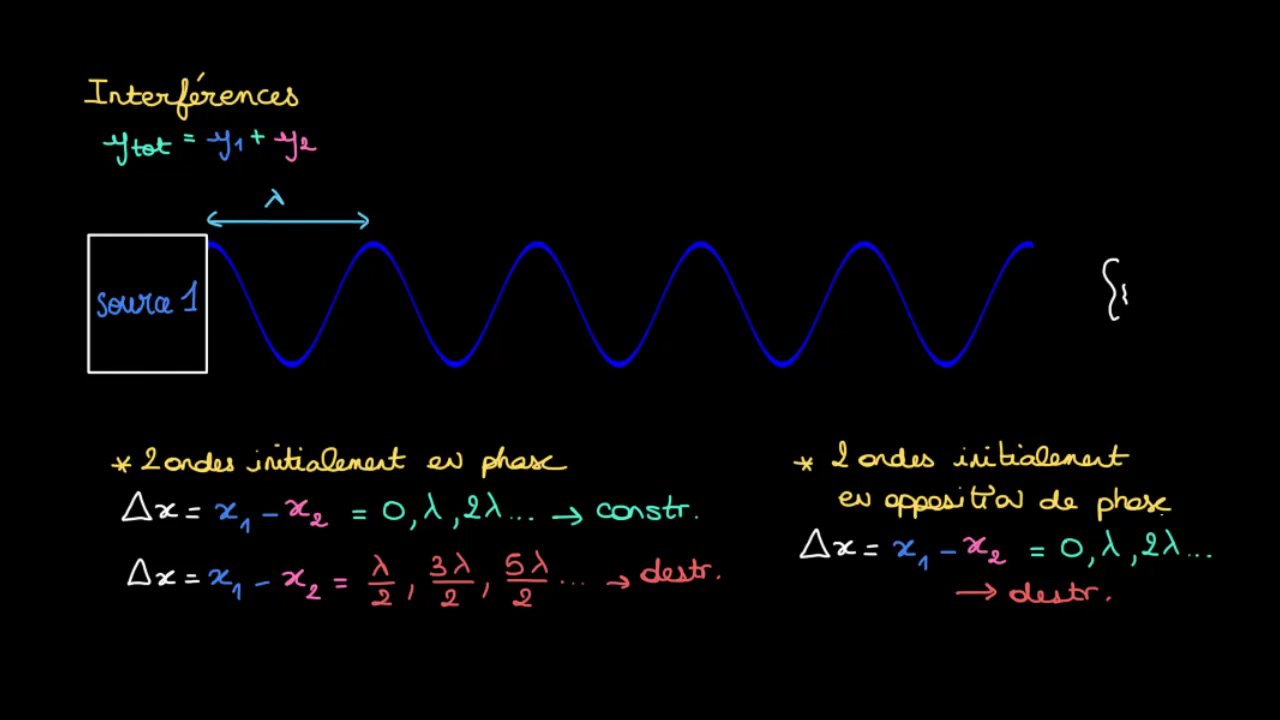 Interférences
ytot = y1 + y2
λ
source 1
* 2 ondes initialement en phase
Δx = x1 - x2 = 0, λ, 2λ... → constr.
Δx = x1 - x2 = λ/2, 3λ/2, 5λ/2 ... → destr.
* 2 ondes initialement
en opposition de phase
Δx = x1 - x2 = 0, λ, 2λ...
→ destr.